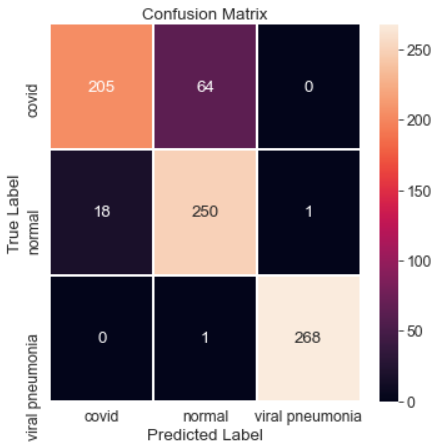 Confusion Matrix
covid
205
64
0
250
200
150
100
50
0
True Label
normal
18
250
1
viral pneumonia
0
1
268
covid
normal
viral pneumonia
Predicted Label